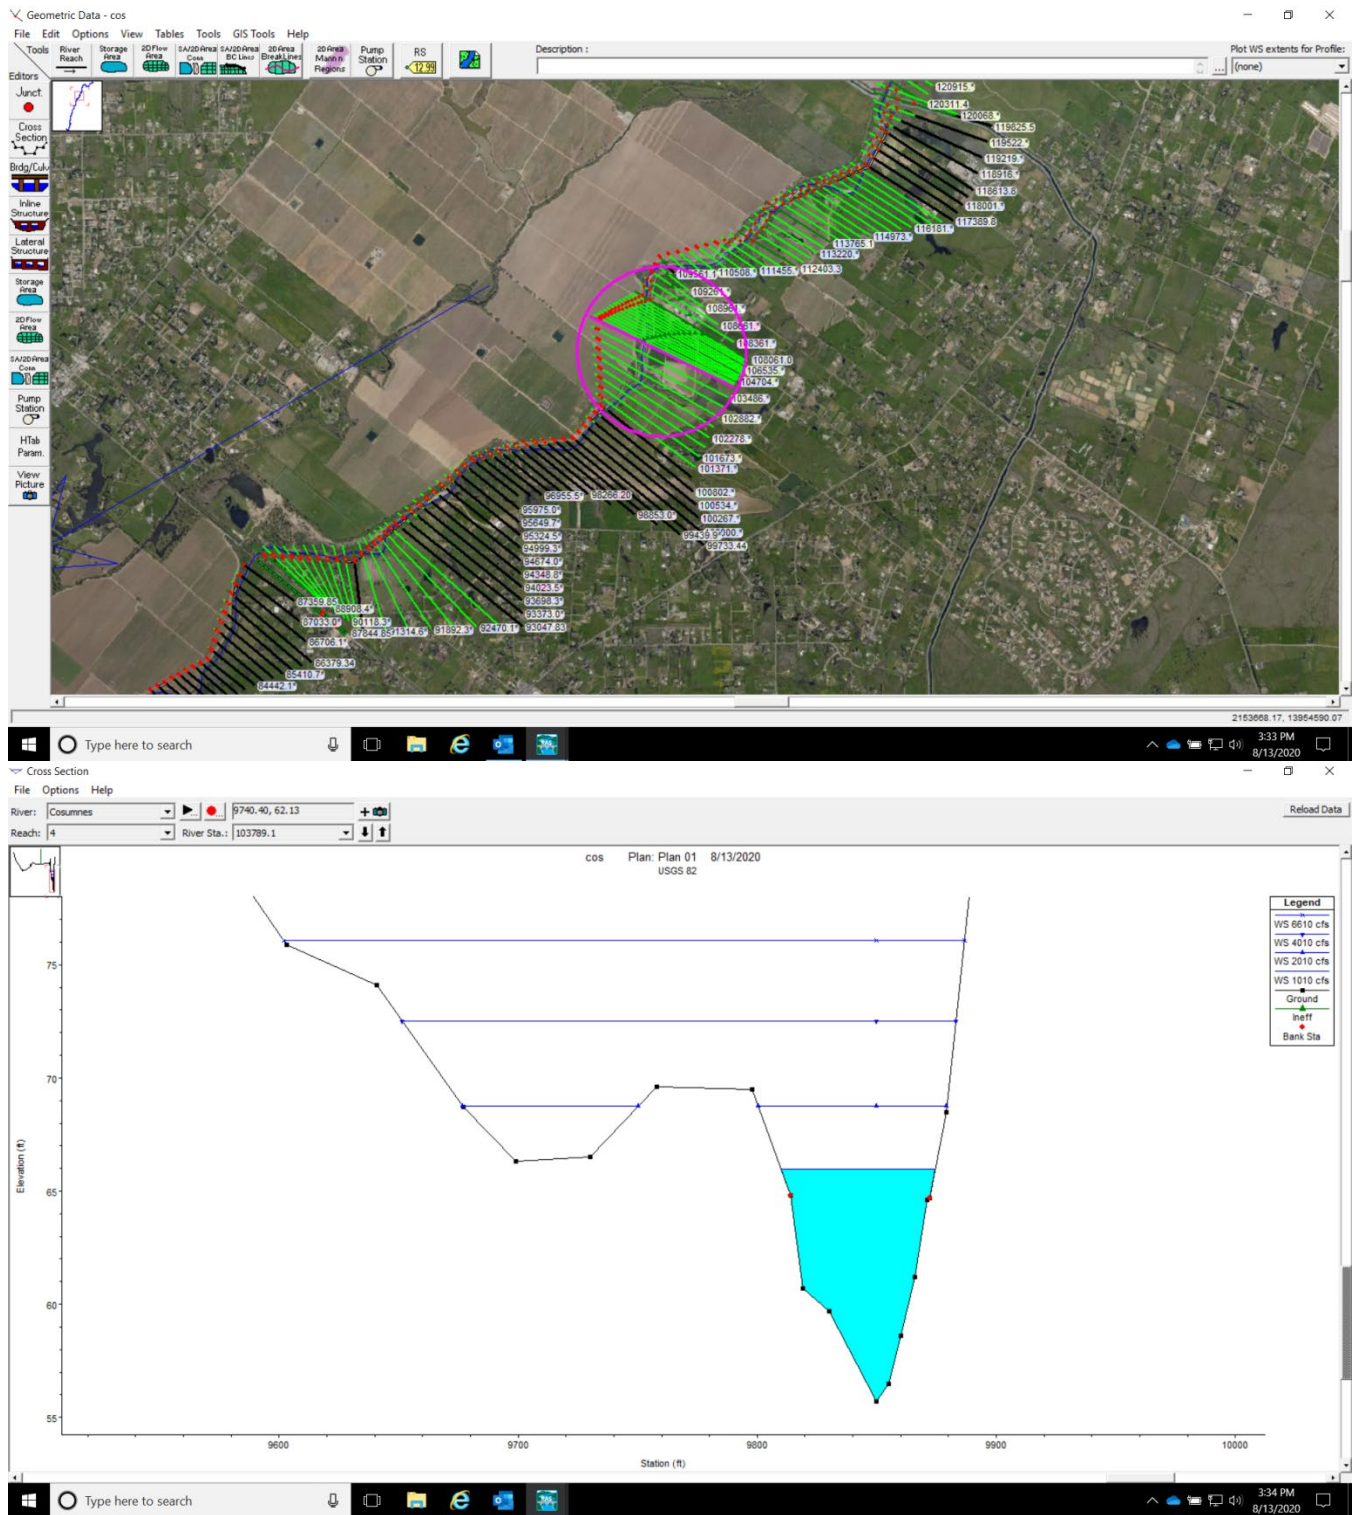 Geometric Data - cos
File Edit Options View Tables Tools GIS Tools Help
Tools River Reach Storage Area 2D Flow Area SA/2D Area Conn SA/2D Area BC Lines 2D Area BreakLines 2D Area Mann n Regions Pump Station RS 12.99 Description : Plot WS extents for Profile:
(none)
Editors
Junct.
Cross Section
Brdg/Culv
Inline Structure
Lateral Structure
Storage Area
2D Flow Area
SA/2D Area Conn
Pump Station
HTab Param.
View Picture
120915.*
120311.4
120068.*
119825.5
119522.*
119219.*
118916.*
118613.8
118001.*
117389.8
116181.*
114973.*
113765.1
113220.*
109561.1 110508.* 111455.* 112403.3
109261.*
108961.*
108661.*
108361.*
108061.0
106535.*
104704.*
103486.*
102882.*
102278.*
101673.*
101371.*
100802.*
100534.*
100267.*
99439.9*
99733.44
96955.5* 98266.20
98853.0*
95975.0*
95649.7*
95324.5*
94999.3*
94674.0*
94348.8*
94023.5*
93698.3*
93373.0*
93047.83
92470.1*
91892.3*
91314.6*
87359.85
88908.4*
87033.0* 90118.3*
87844.85
86706.1*
86379.34
85410.7*
84442.1*
2153668.17, 13954590.07
Type here to search
3:33 PM
8/13/2020
Cross Section
File Options Help
River: Cosumnes 9740.40, 62.13 Reload Data
Reach: 4 River Sta.: 103789.1
cos Plan: Plan 01 8/13/2020
USGS 82
Legend
WS 6610 cfs
WS 4010 cfs
WS 2010 cfs
WS 1010 cfs
Ground
Ineff
Bank Sta
75
70
65
60
55
Elevation (ft)
9600 9700 9800 9900 10000
Station (ft)
Type here to search
3:34 PM
8/13/2020